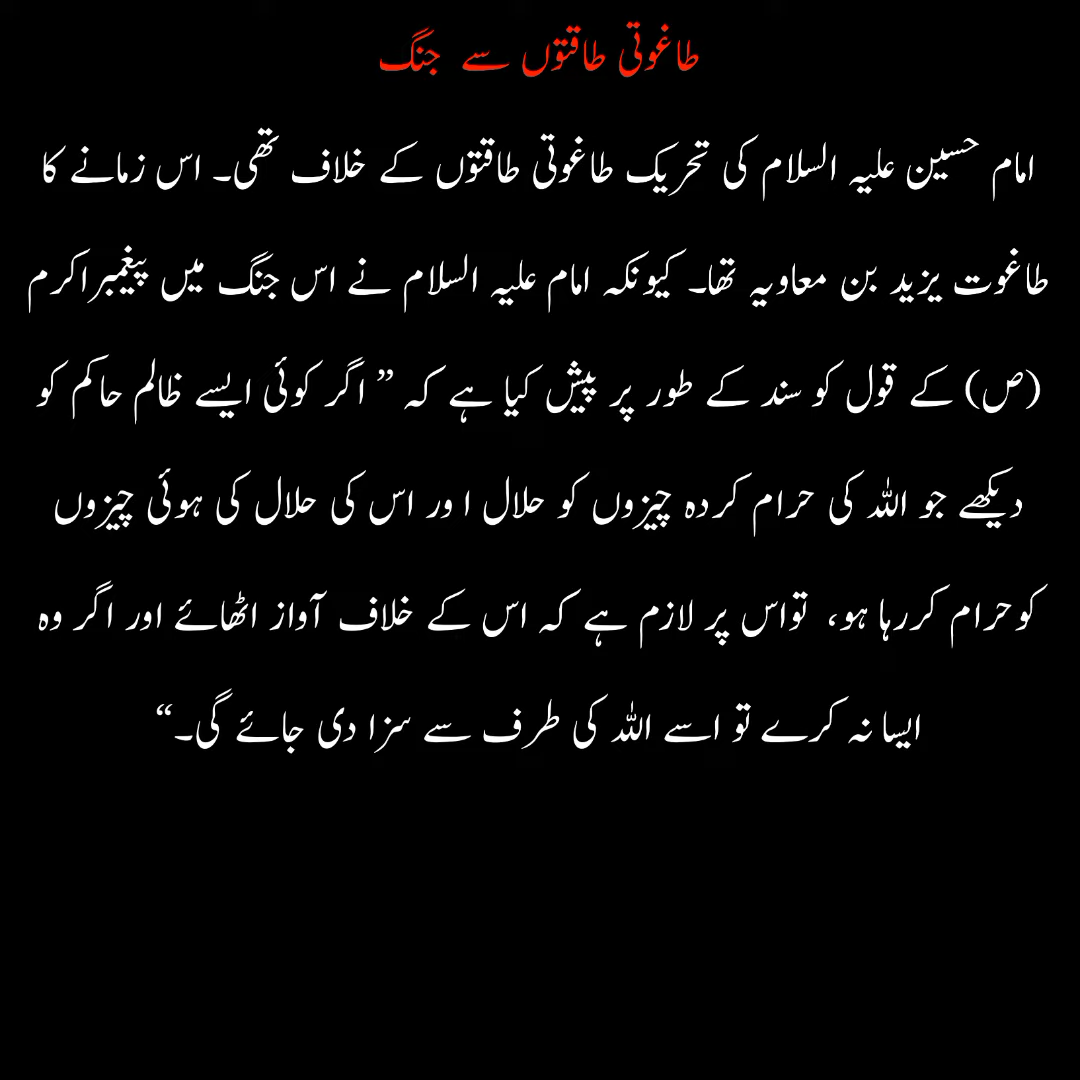 طاغوتی طاقتوں سے جنگ
امام حسین علیہ السلام کی تحریک طاغوتی طاقتوں کے خلاف تھی۔ اس زمانے کا
طاغوت یزید بن معاویہ تھا۔ کیونکہ امام علیہ السلام نے اس جنگ میں پیغمبراکرم
(ص) کے قول کو سند کے طور پر پیش کیا ہے کہ ” اگر کوئی ایسے ظالم حاکم کو
دیکھے جو اللہ کی حرام کردہ چیزوں کو حلال ا ور اس کی حلال کی ہوئی چیزوں
کوحرام کررہا ہو، تواس پر لازم ہے کہ اس کے خلاف آواز اٹھائے اور اگر وہ
ایسا نہ کرے تو اسے اللہ کی طرف سے سزا دی جائے گی۔“